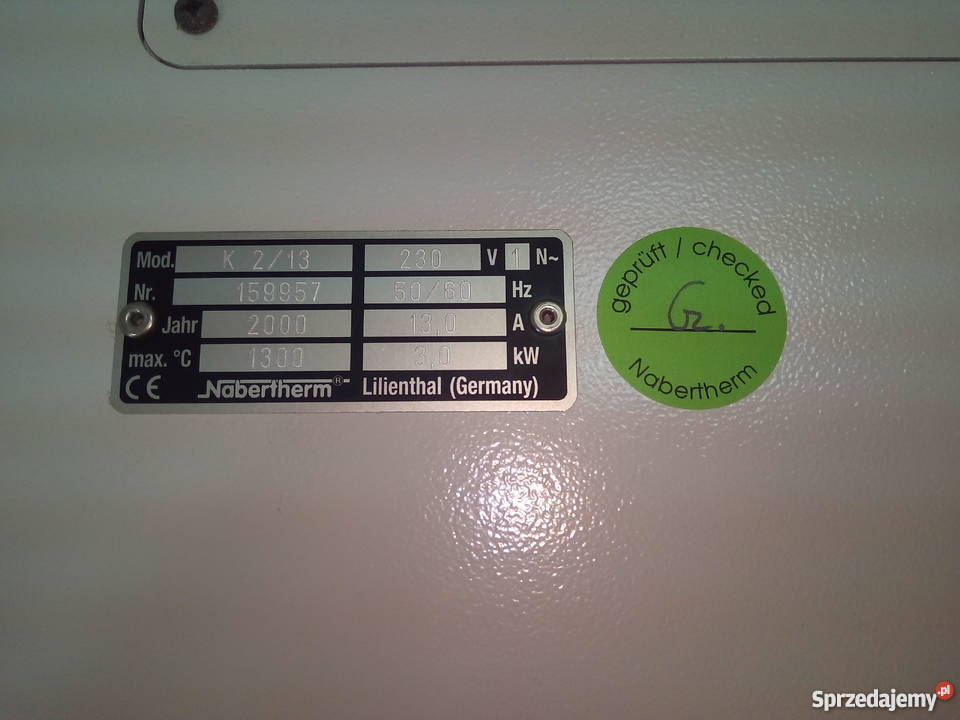 Mod. K 2/13 230 V 1 N~
Nr. 159957 50/60 Hz
Jahr 2000 13,0 A
max. °C 1300 3,0 kW
CE Nabertherm® Lilienthal (Germany)
geprüft / checked
Gr.
Nabertherm
Sprzedajemy.pl